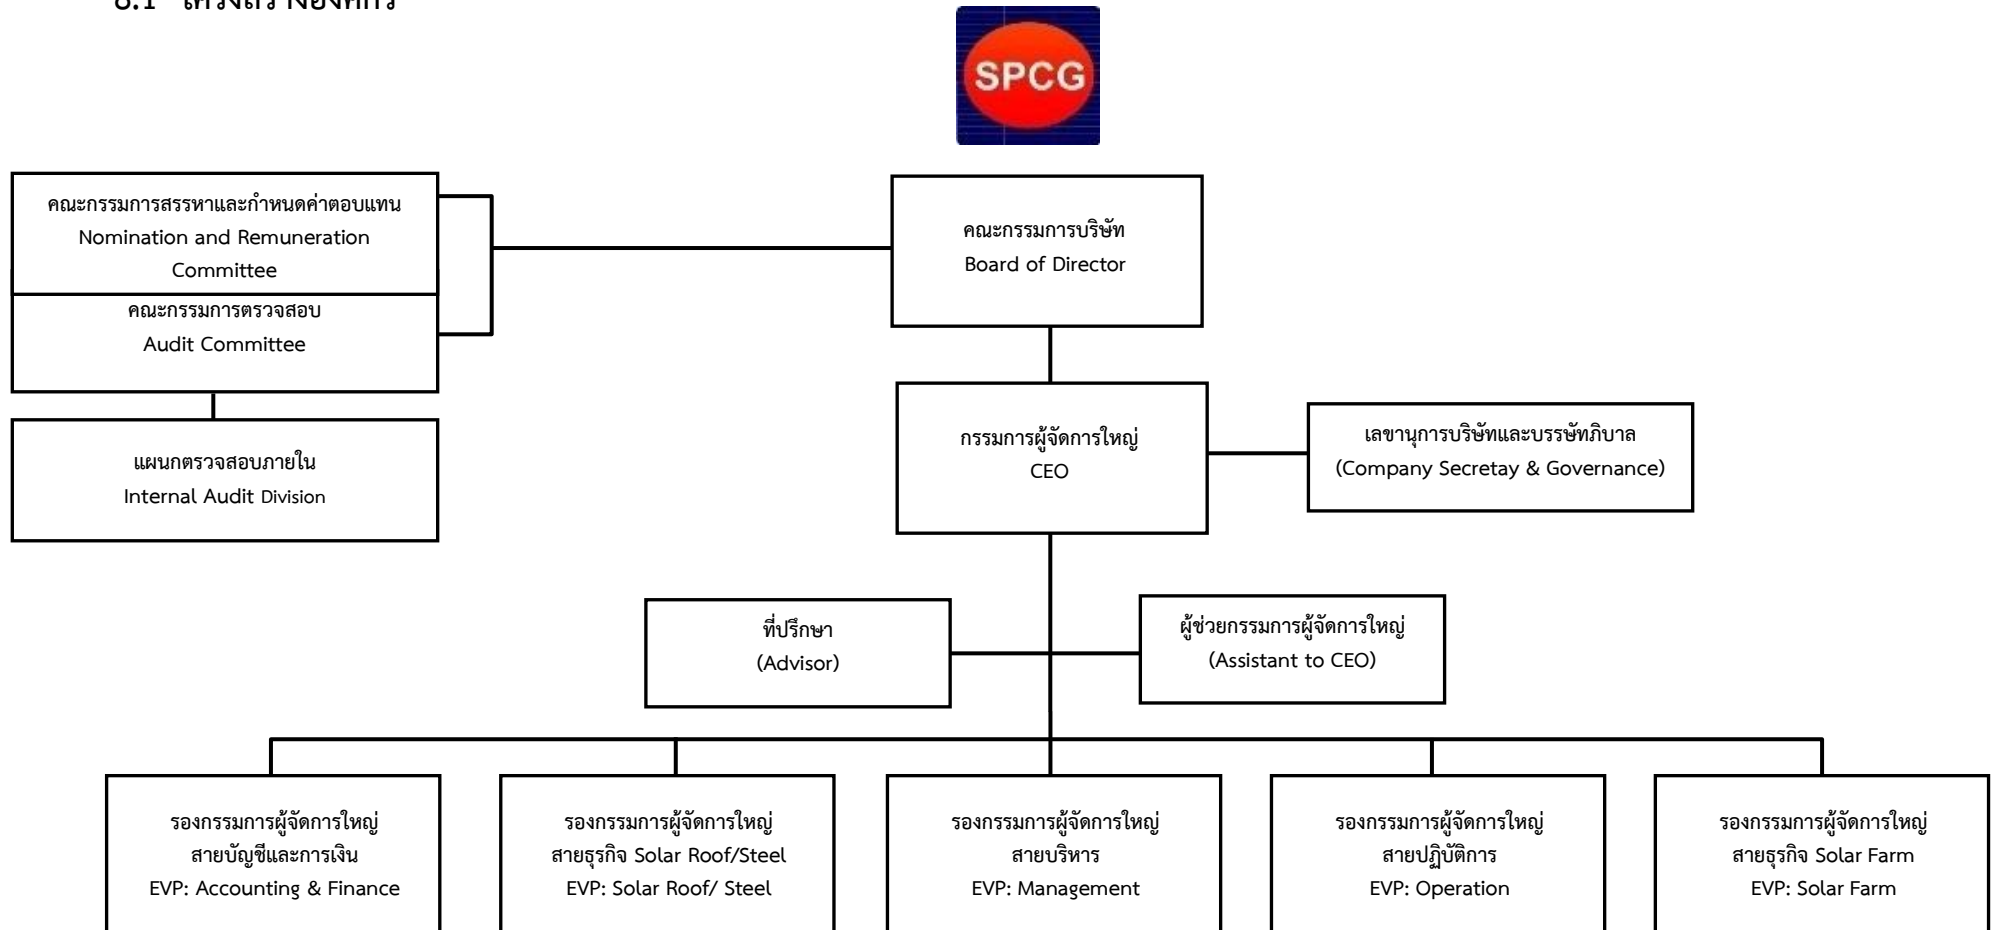 8.1 โครงสร้างองค์กร
SPCG
คณะกรรมการสรรหาและกำหนดค่าตอบแทน
Nomination and Remuneration
Committee
คณะกรรมการตรวจสอบ
Audit Committee
แผนกตรวจสอบภายใน
Internal Audit Division
คณะกรรมการบริษัท
Board of Director
กรรมการผู้จัดการใหญ่
CEO
เลขานุการบริษัทและบรรษัทภิบาล
(Company Secretay & Governance)
ที่ปรึกษา
(Advisor)
ผู้ช่วยกรรมการผู้จัดการใหญ่
(Assistant to CEO)
รองกรรมการผู้จัดการใหญ่
สายบัญชีและการเงิน
EVP: Accounting & Finance
รองกรรมการผู้จัดการใหญ่
สายธุรกิจ Solar Roof/Steel
EVP: Solar Roof/ Steel
รองกรรมการผู้จัดการใหญ่
สายบริหาร
EVP: Management
รองกรรมการผู้จัดการใหญ่
สายปฏิบัติการ
EVP: Operation
รองกรรมการผู้จัดการใหญ่
สายธุรกิจ Solar Farm
EVP: Solar Farm